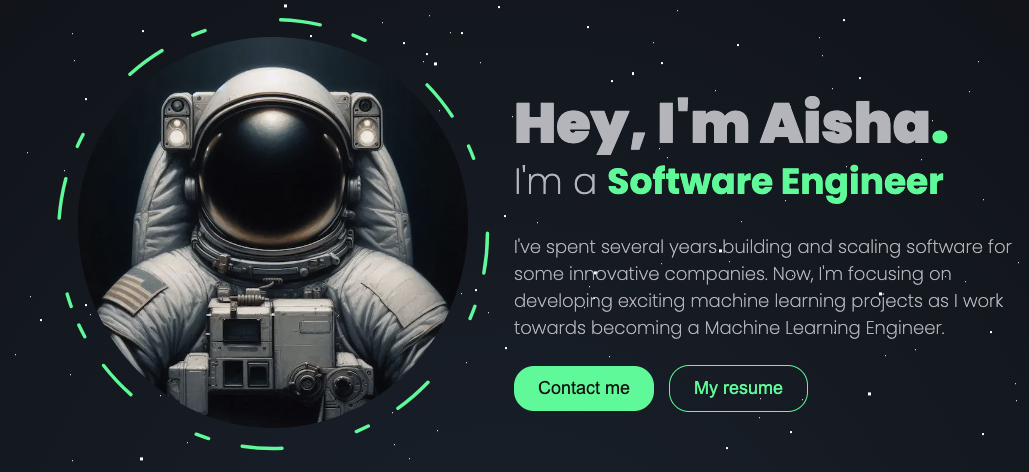 Hey, I'm Aisha.
I'm a Software Engineer
I've spent several years building and scaling software for
some innovative companies. Now, I'm focusing on
developing exciting machine learning projects as I work
towards becoming a Machine Learning Engineer.
Contact me My resume